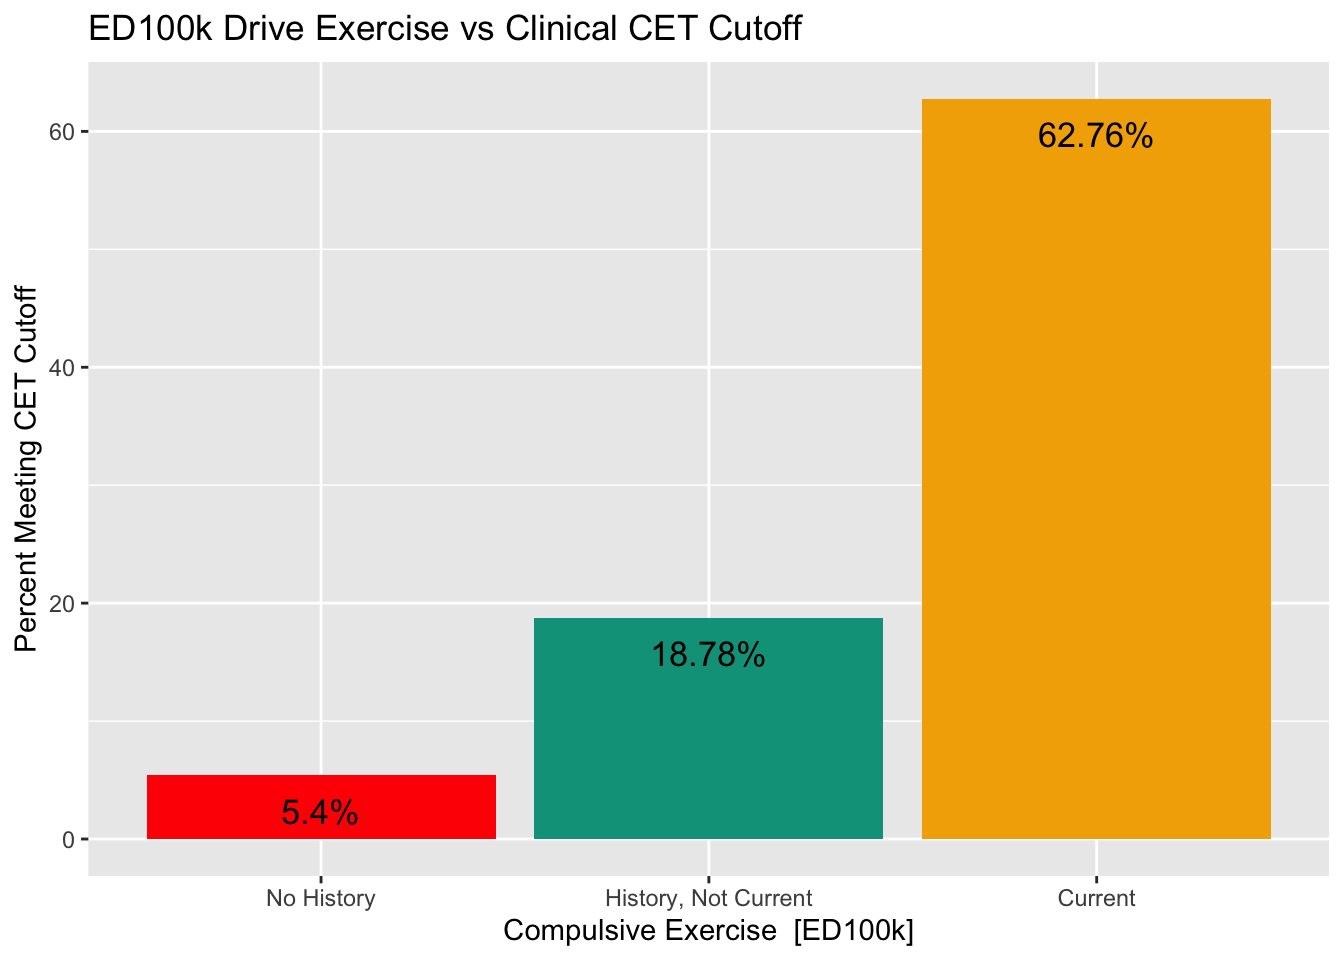 ED100k Drive Exercise vs Clinical CET Cutoff
Percent Meeting CET Cutoff
60
40
20
0
5.4%
18.78%
62.76%
No History
History, Not Current
Current
Compulsive Exercise  [ED100k]